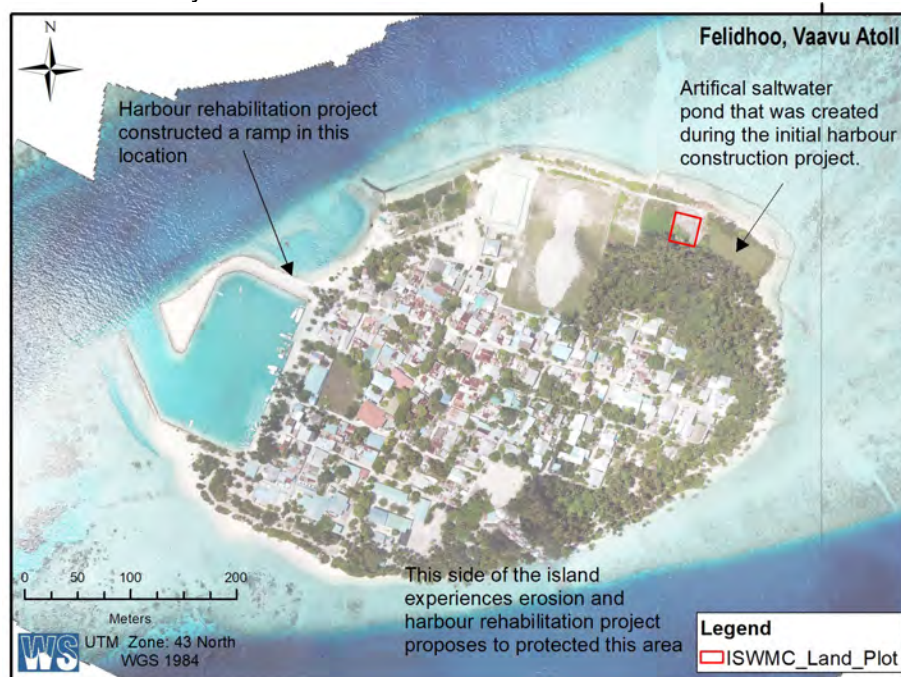 Felidhoo, Vaavu Atoll
N
Harbour rehabilitation project
constructed a ramp in this
location
Artifical saltwater
pond that was created
during the initial harbour
construction project.
This side of the island
experiences erosion and
harbour rehabilitation project
proposes to protected this area
0 50 100 200
Meters
WS
UTM Zone: 43 North
WGS 1984
Legend
ISWMC_Land_Plot